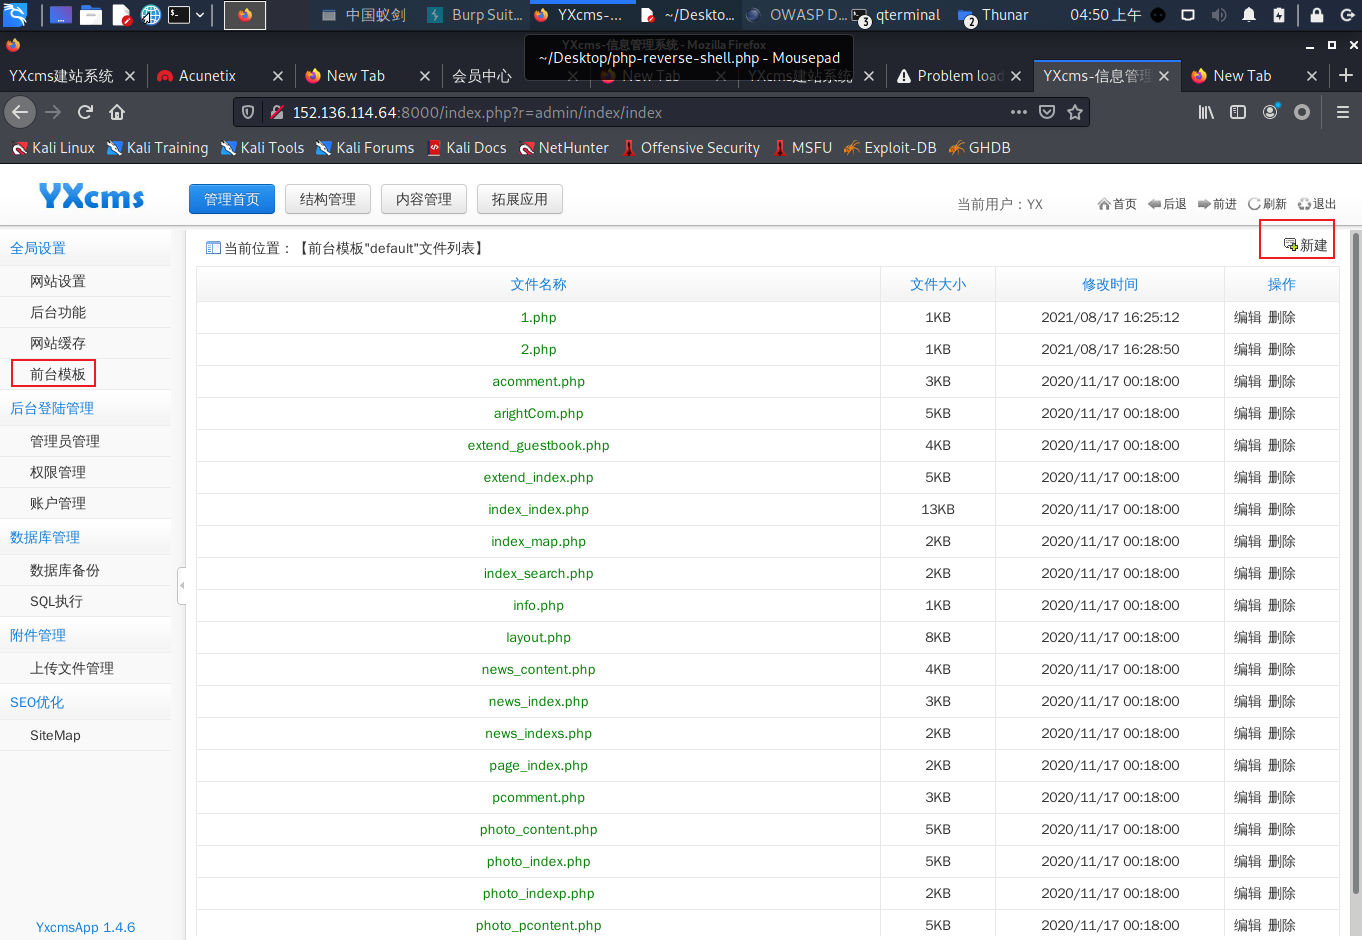 中国蚁剑 Burp Suit... YXcms-... ~/Deskto... OWASP D... 3 qterminal 2 Thunar 04:50 上午
YXcms-信息管理系统 - Mozilla Firefox
~/Desktop/php-reverse-shell.php - Mousepad
YXcms建站系统 Acunetix New Tab 会员中心 New Tab YXcms建站系统 Problem load YXcms-信息管理 New Tab
152.136.114.64:8000/index.php?r=admin/index/index
Kali Linux Kali Training Kali Tools Kali Forums Kali Docs NetHunter Offensive Security MSFU Exploit-DB GHDB
YXcms 管理首页 结构管理 内容管理 拓展应用 当前用户：YX 首页 后退 前进 刷新 退出
全局设置
网站设置
后台功能
网站缓存
前台模板
后台登陆管理
管理员管理
权限管理
账户管理
数据库管理
数据库备份
SQL执行
附件管理
上传文件管理
SEO优化
SiteMap
YxcmsApp 1.4.6
当前位置：【前台模板"default"文件列表】 新建
文件名称 文件大小 修改时间 操作
1.php 1KB 2021/08/17 16:25:12 编辑 删除
2.php 1KB 2021/08/17 16:28:50 编辑 删除
acomment.php 3KB 2020/11/17 00:18:00 编辑 删除
arightCom.php 5KB 2020/11/17 00:18:00 编辑 删除
extend_guestbook.php 4KB 2020/11/17 00:18:00 编辑 删除
extend_index.php 5KB 2020/11/17 00:18:00 编辑 删除
index_index.php 13KB 2020/11/17 00:18:00 编辑 删除
index_map.php 2KB 2020/11/17 00:18:00 编辑 删除
index_search.php 2KB 2020/11/17 00:18:00 编辑 删除
info.php 1KB 2020/11/17 00:18:00 编辑 删除
layout.php 8KB 2020/11/17 00:18:00 编辑 删除
news_content.php 4KB 2020/11/17 00:18:00 编辑 删除
news_index.php 3KB 2020/11/17 00:18:00 编辑 删除
news_indexs.php 2KB 2020/11/17 00:18:00 编辑 删除
page_index.php 2KB 2020/11/17 00:18:00 编辑 删除
pcomment.php 3KB 2020/11/17 00:18:00 编辑 删除
photo_content.php 5KB 2020/11/17 00:18:00 编辑 删除
photo_index.php 5KB 2020/11/17 00:18:00 编辑 删除
photo_indexp.php 2KB 2020/11/17 00:18:00 编辑 删除
photo_pcontent.php 5KB 2020/11/17 00:18:00 编辑 删除